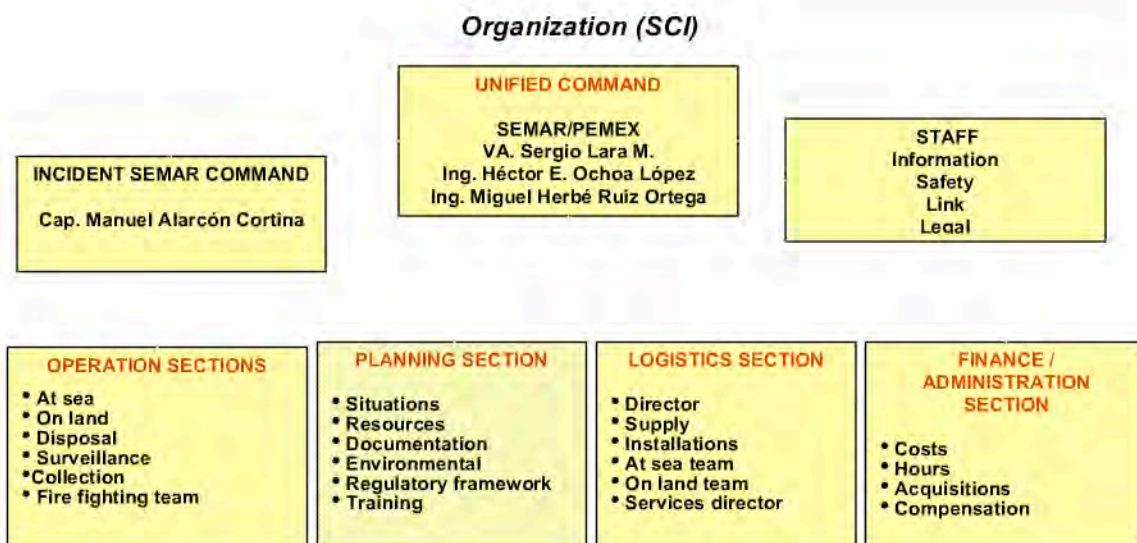 Organization (SCI)
UNIFIED COMMAND
SEMAR/PEMEX
VA. Sergio Lara M.
Ing. Héctor E. Ochoa López
Ing. Miguel Herbé Ruiz Ortega
INCIDENT SEMAR COMMAND
Cap. Manuel Alarcón Cortina
STAFF
Information
Safety
Link
Legal
OPERATION SECTIONS
• At sea
• On land
• Disposal
• Surveillance
•Collection
• Fire fighting team
PLANNING SECTION
• Situations
• Resources
• Documentation
• Environmental
• Regulatory framework
• Training
LOGISTICS SECTION
• Director
• Supply
• Installations
• At sea team
• On land team
• Services director
FINANCE /
ADMINISTRATION
SECTION
• Costs
• Hours
• Acquisitions
• Compensation